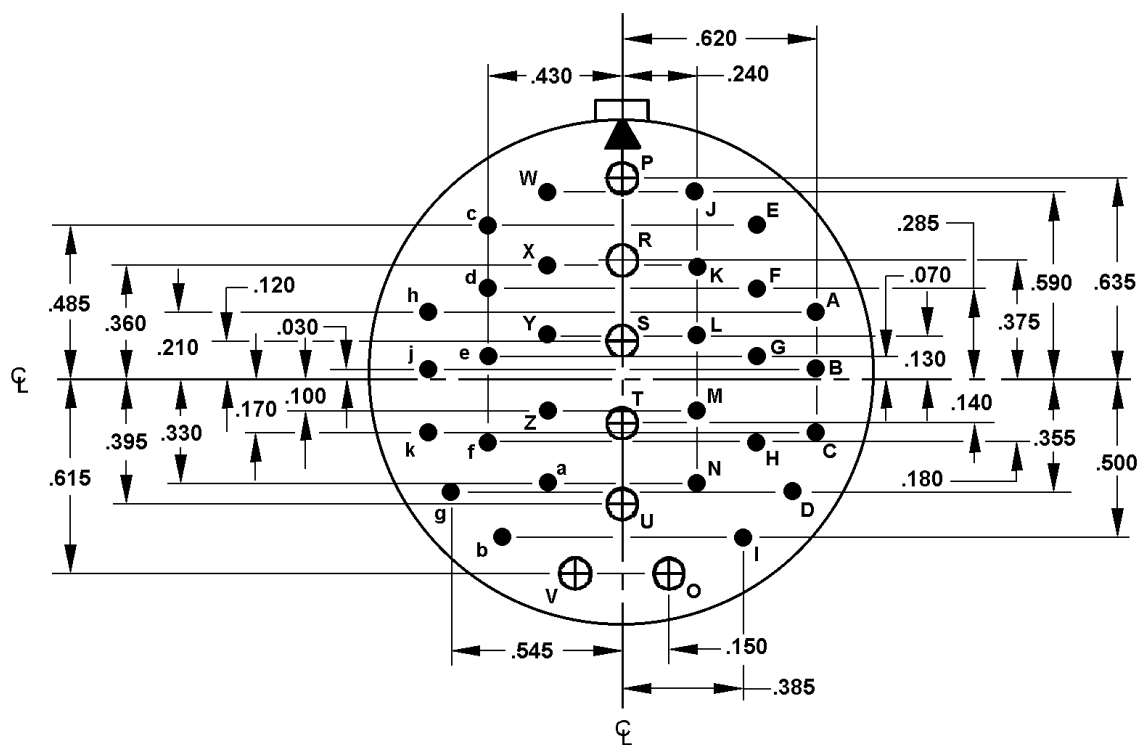 .620
.430
.240
P
W
J
c
E
.285
R
X
.070
d
K
F
.120
h
A
.590
.635
.485
.360
.030
Y
S
L
.375
.210
j
e
G
B
.130
℄
.100
.170
M
T
.140
.330
Z
.395
.355
k
f
H
C
.500
.615
a
N
.180
g
U
D
b
I
V
O
.545
.150
.385
℄